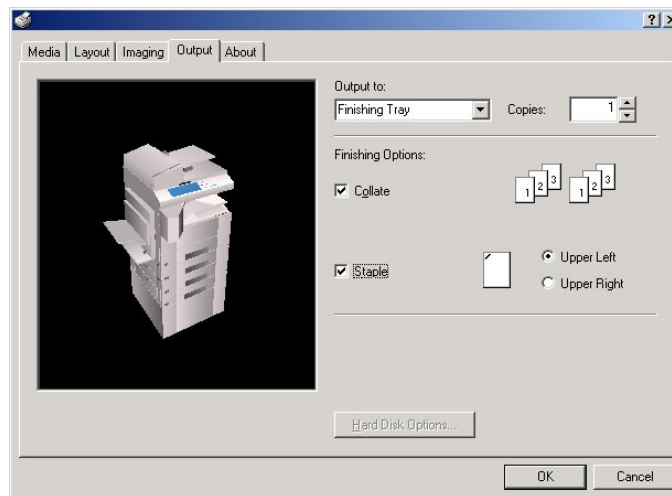 Media Layout Imaging Output About
Output to:
Finishing Tray
Copies: 1
Finishing Options:
Collate
1 2 3 1 2 3
Staple
Upper Left
Upper Right
Hard Disk Options...
OK Cancel